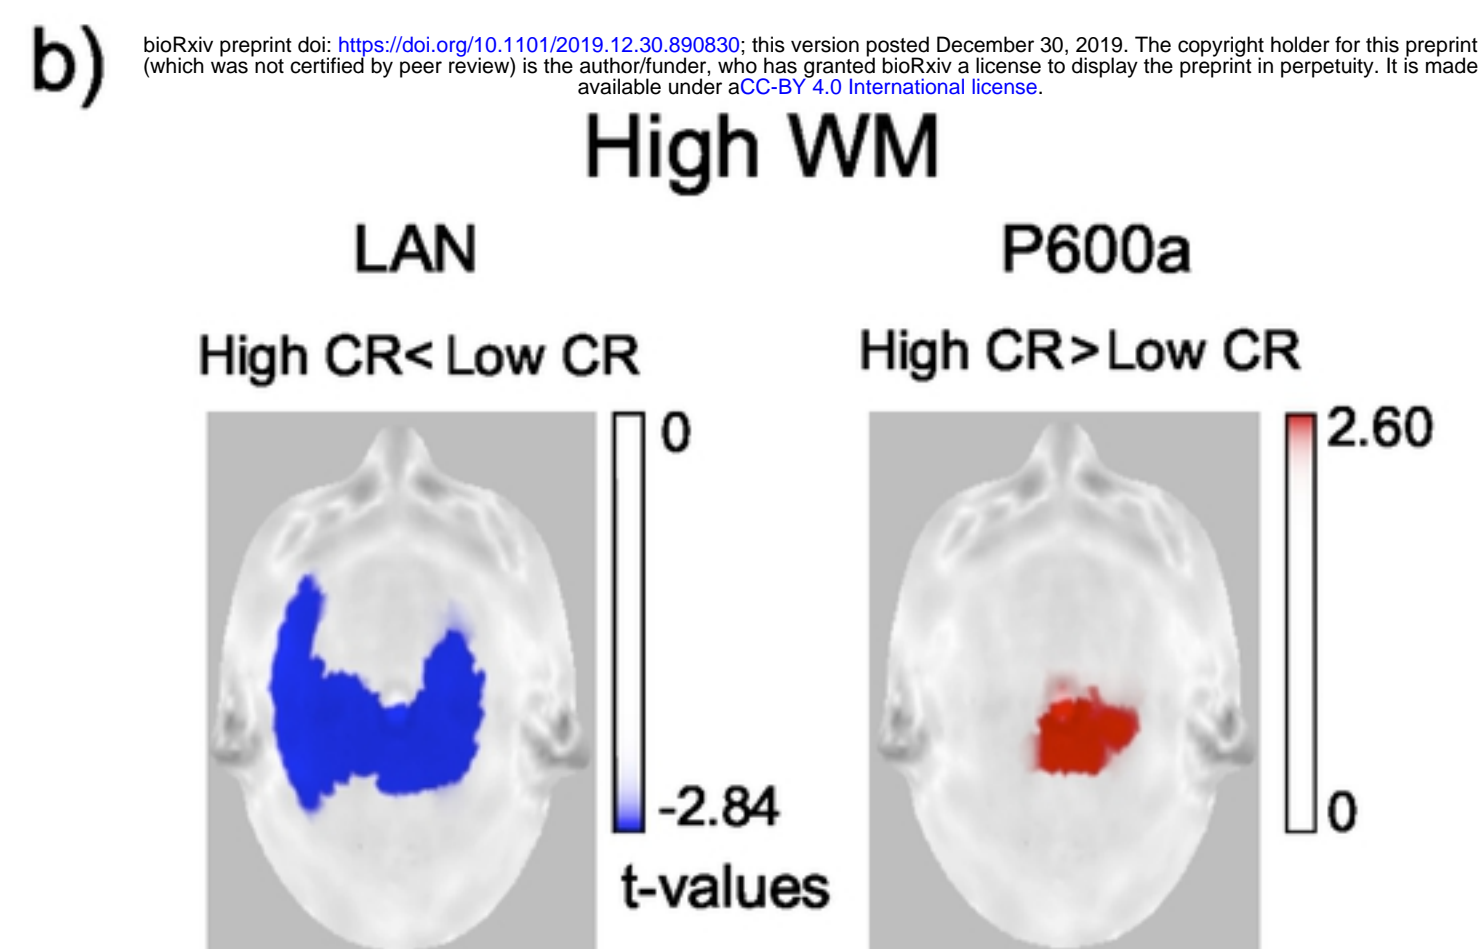 b)
bioRxiv preprint doi: https://doi.org/10.1101/2019.12.30.890830; this version posted December 30, 2019. The copyright holder for this preprint
(which was not certified by peer review) is the author/funder, who has granted bioRxiv a license to display the preprint in perpetuity. It is made
available under aCC-BY 4.0 International license.
High WM
LAN
P600a
High CR< Low CR
High CR>Low CR
0
2.60
-2.84
0
t-values